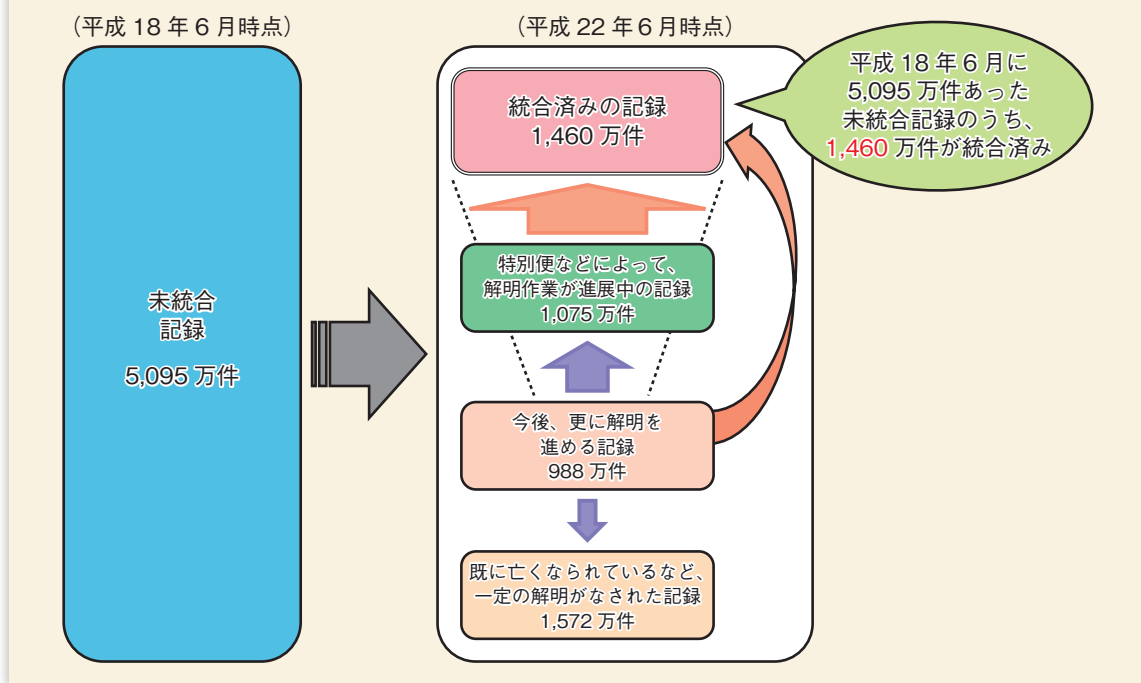 (平成 18 年 6 月時点)
未統合
記録
5,095 万件
(平成 22 年 6 月時点)
統合済みの記録
1,460 万件
平成 18 年 6 月に
5,095 万件あった
未統合記録のうち、
1,460 万件が統合済み
特別便などによって、
解明作業が進展中の記録
1,075 万件
今後、更に解明を
進める記録
988 万件
既に亡くなられているなど、
一定の解明がなされた記録
1,572 万件